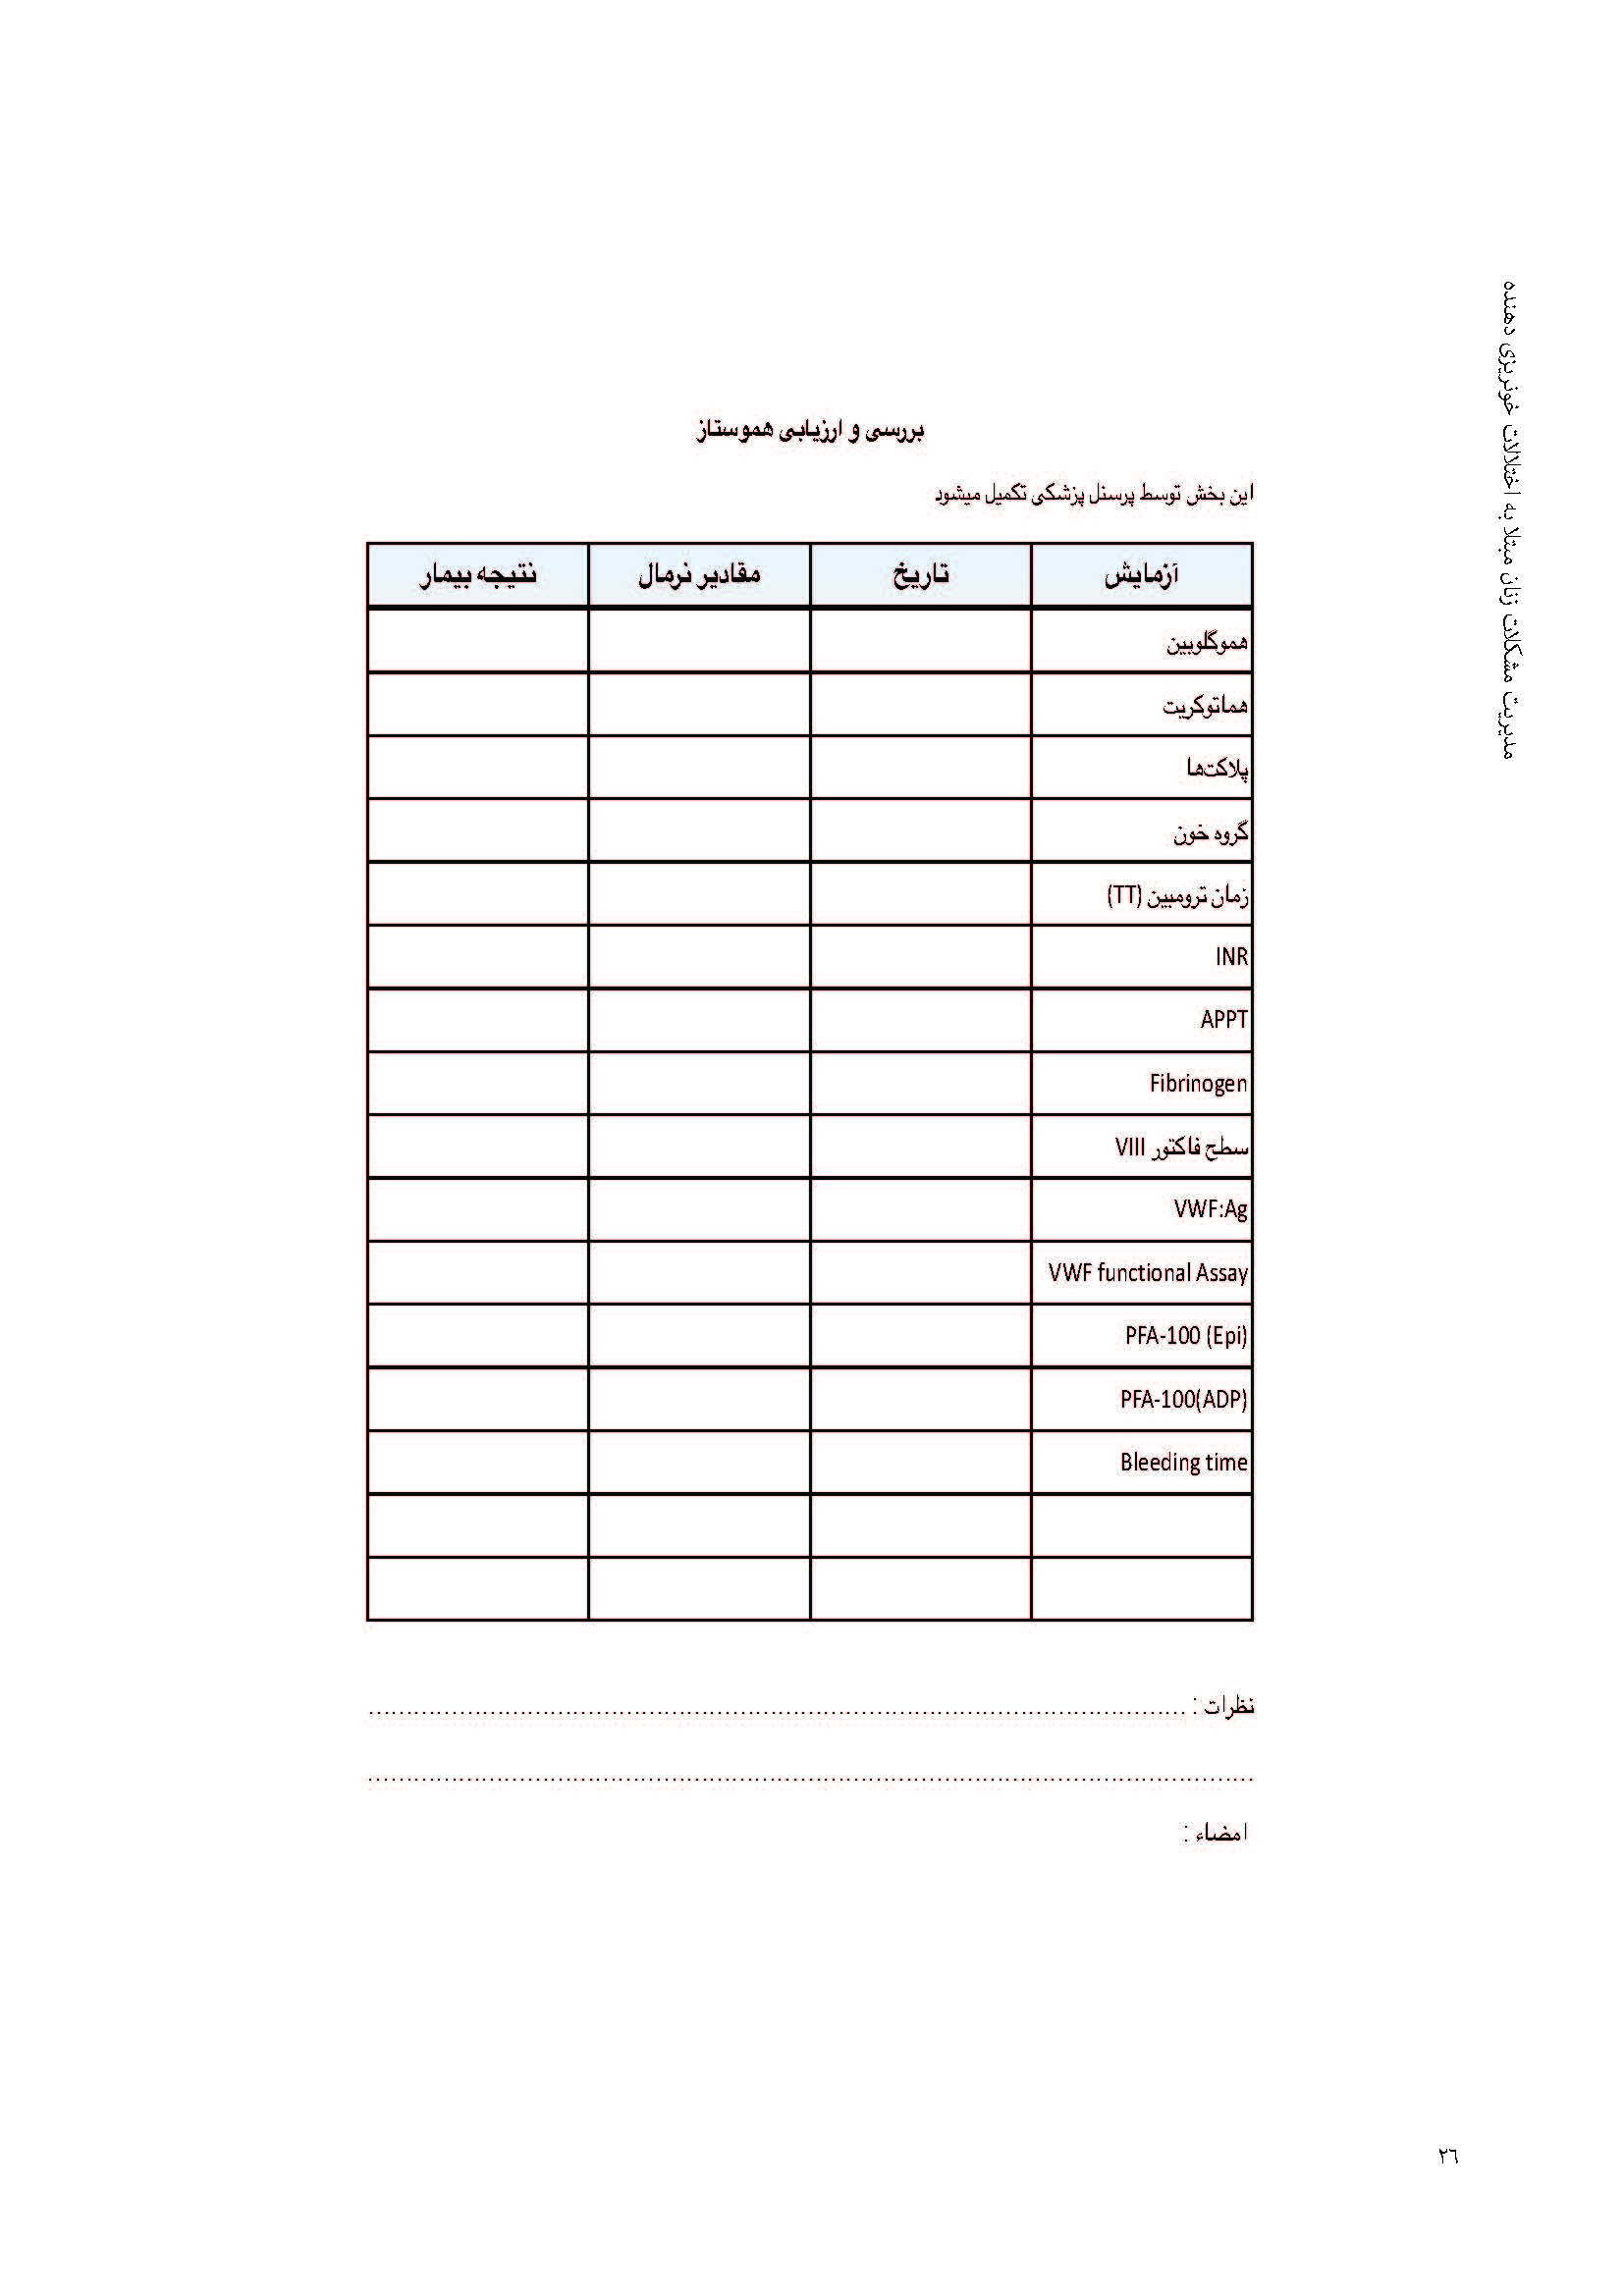 مدیریت مشکلات زنان مبتلا به اختلالات خونریزی دهنده
بررسی و ارزیابی هموستاز
این بخش توسط پرسنل پزشکی تکمیل میشود
آزمایش تاریخ مقادیر نرمال نتیجه بیمار
هموگلوبین
هماتوکریت
پلاکت‌ها
گروه خون
زمان ترومبین (TT)
INR
APPT
Fibrinogen
سطح فاکتور VIII
VWF:Ag
VWF functional Assay
PFA-100 (Epi)
PFA-100(ADP)
Bleeding time
نظرات : ..........................................................................................................
...................................................................................................................
امضاء :
٢٦